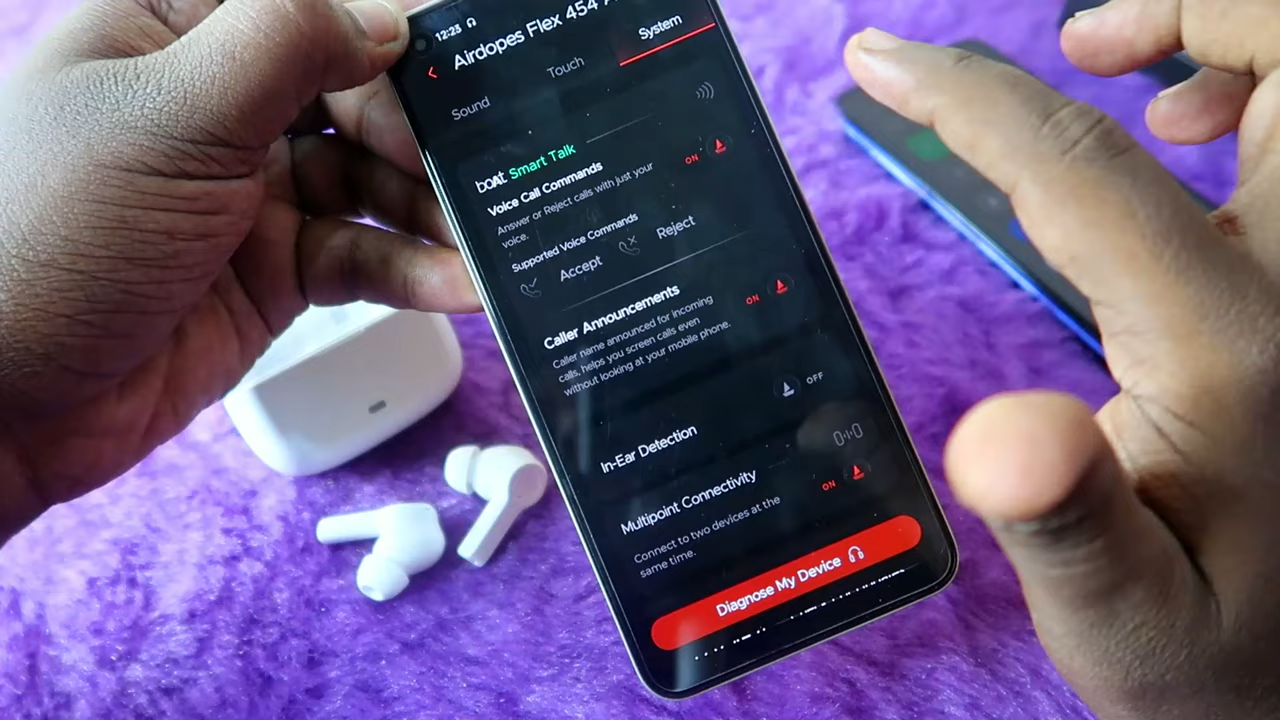 12:23
Airdopes Flex 454
Sound
Touch
System
boAt Smart Talk
Voice Call Commands
ON
Answer or Reject calls with just your
voice.
Supported Voice Commands
Accept
Reject
Caller Announcements
ON
Caller name announced for incoming
calls, helps you screen calls even
without looking at your mobile phone.
In-Ear Detection
OFF
Multipoint Connectivity
ON
Connect to two devices at the
same time.
Diagnose My Device